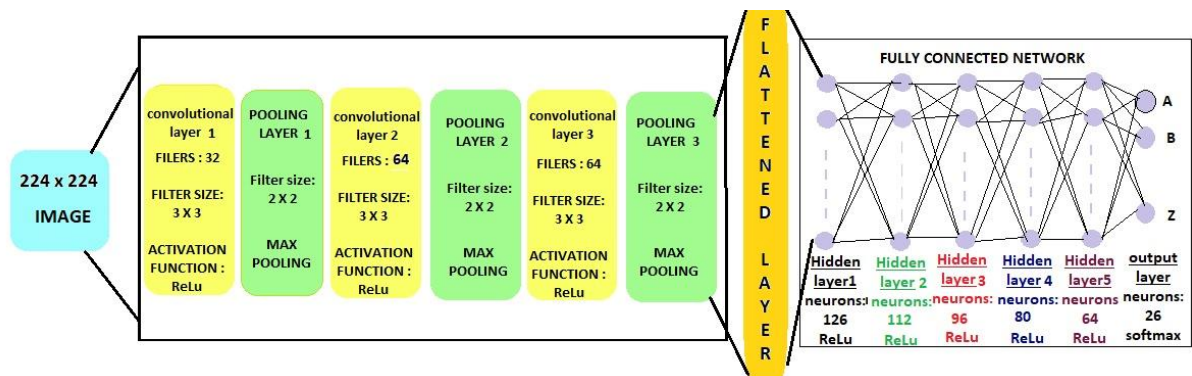 224 x 224
IMAGE
convolutional
layer 1
FILERS : 32
FILTER SIZE:
3 X 3
ACTIVATION
FUNCTION :
ReLu
POOLING
LAYER 1
Filter size:
2 X 2
MAX
POOLING
convolutional
layer 2
FILERS : 64
FILTER SIZE:
3 X 3
ACTIVATION
FUNCTION :
ReLu
POOLING
LAYER 2
Filter size:
2 X 2
MAX
POOLING
convolutional
layer 3
FILERS : 64
FILTER SIZE:
3 X 3
ACTIVATION
FUNCTION :
ReLu
POOLING
LAYER 3
Filter size:
2 X 2
MAX
POOLING
FLATTENED LAYER
FULLY CONNECTED NETWORK
A
B
Z
Hidden
layer1
neurons:
126
ReLu
Hidden
layer 2
neurons:
112
ReLu
Hidden
layer 3
neurons:
96
ReLu
Hidden
layer 4
neurons:
80
ReLu
Hidden
layer5
neurons
64
ReLu
output
layer
neurons:
26
softmax